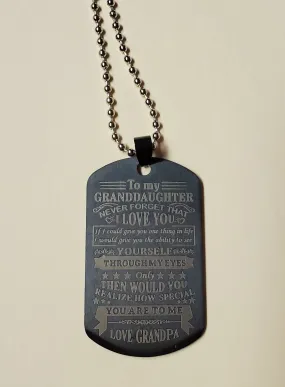 To my
GRANDDAUGHTER
NEVER FORGET THAT
I LOVE YOU
If I could give you one thing in life
I would give you the ability to see
YOURSELF
THROUGH MY EYES
Only
THEN WOULD YOU
REALIZE HOW SPECIAL
YOU ARE TO ME
LOVE GRANDPA